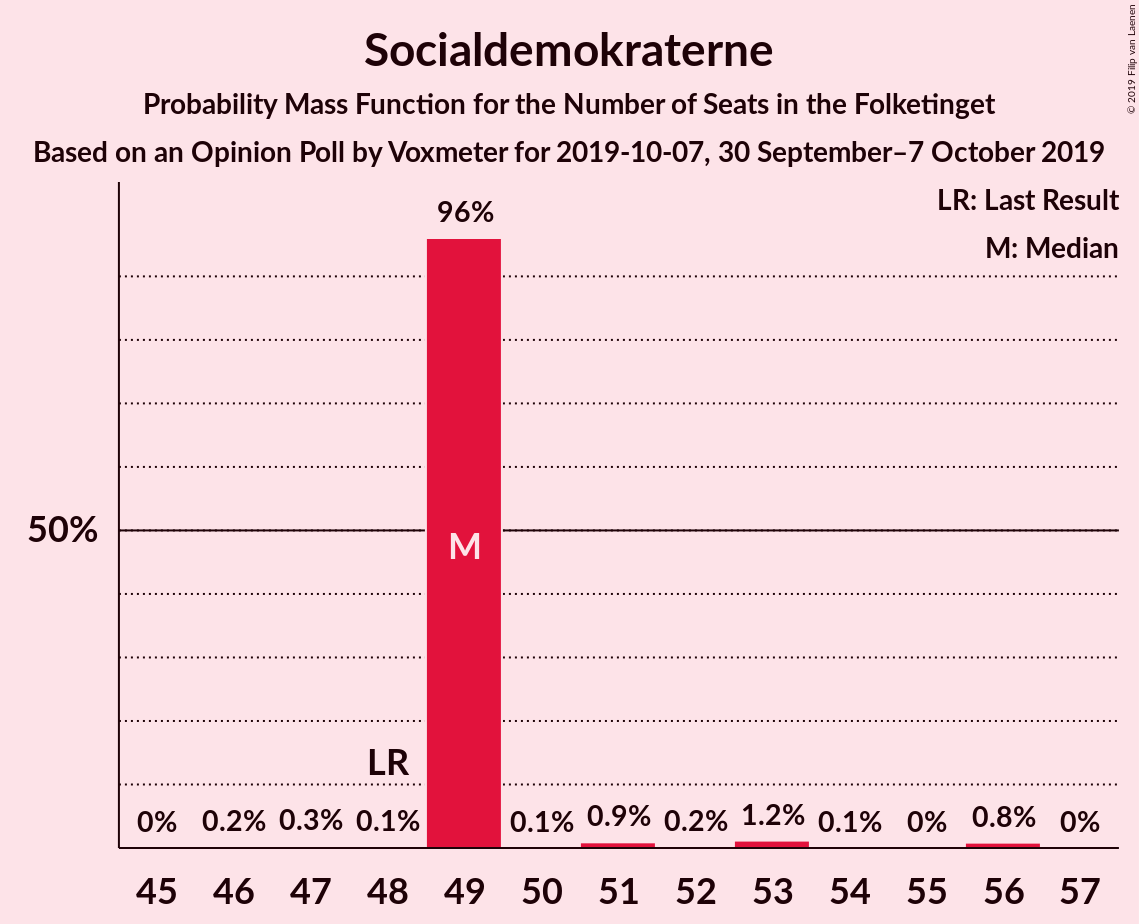 Socialdemokraterne
Probability Mass Function for the Number of Seats in the Folketinget
Based on an Opinion Poll by Voxmeter for 2019-10-07, 30 September–7 October 2019
© 2019 Filip van Laenen
LR: Last Result
M: Median
96%
50%
M
LR
0% 0.2% 0.3% 0.1% 0.1% 0.9% 0.2% 1.2% 0.1% 0% 0.8% 0%
45 46 47 48 49 50 51 52 53 54 55 56 57